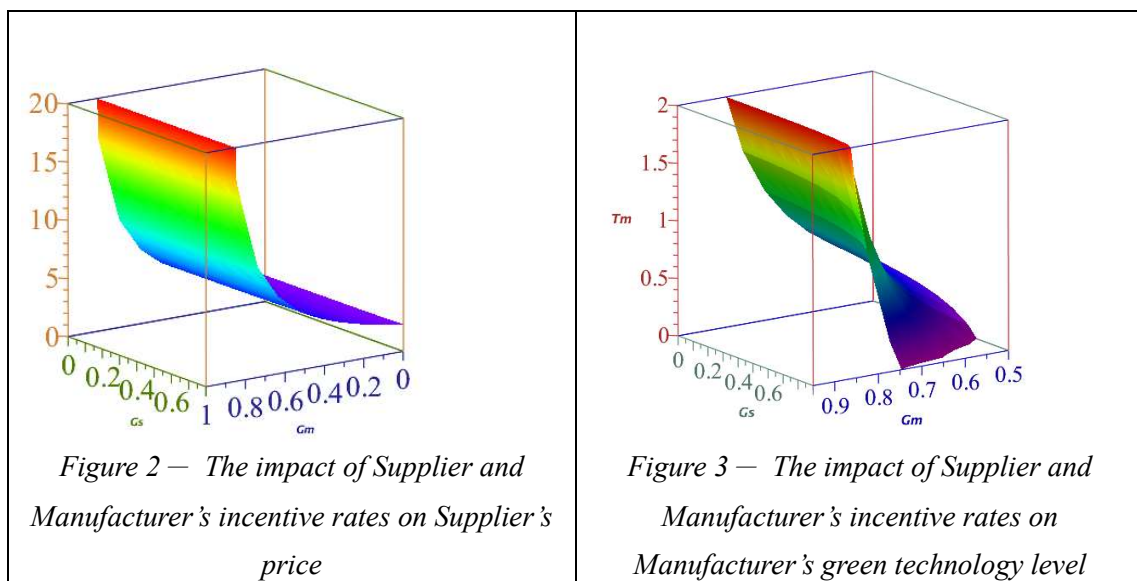 20
15
10
5
0
0
0.2
0.4
0.6
Gs
1
0.8
0.6
0.4
0.2
0
Gm
Figure 2 — The impact of Supplier and
Manufacturer's incentive rates on Supplier's
price
2
1.5
Tm
1
0.5
0
0
0.2
0.4
0.6
Gs
0.9
0.8
0.7
0.6
0.5
Gm
Figure 3 — The impact of Supplier and
Manufacturer's incentive rates on
Manufacturer's green technology level